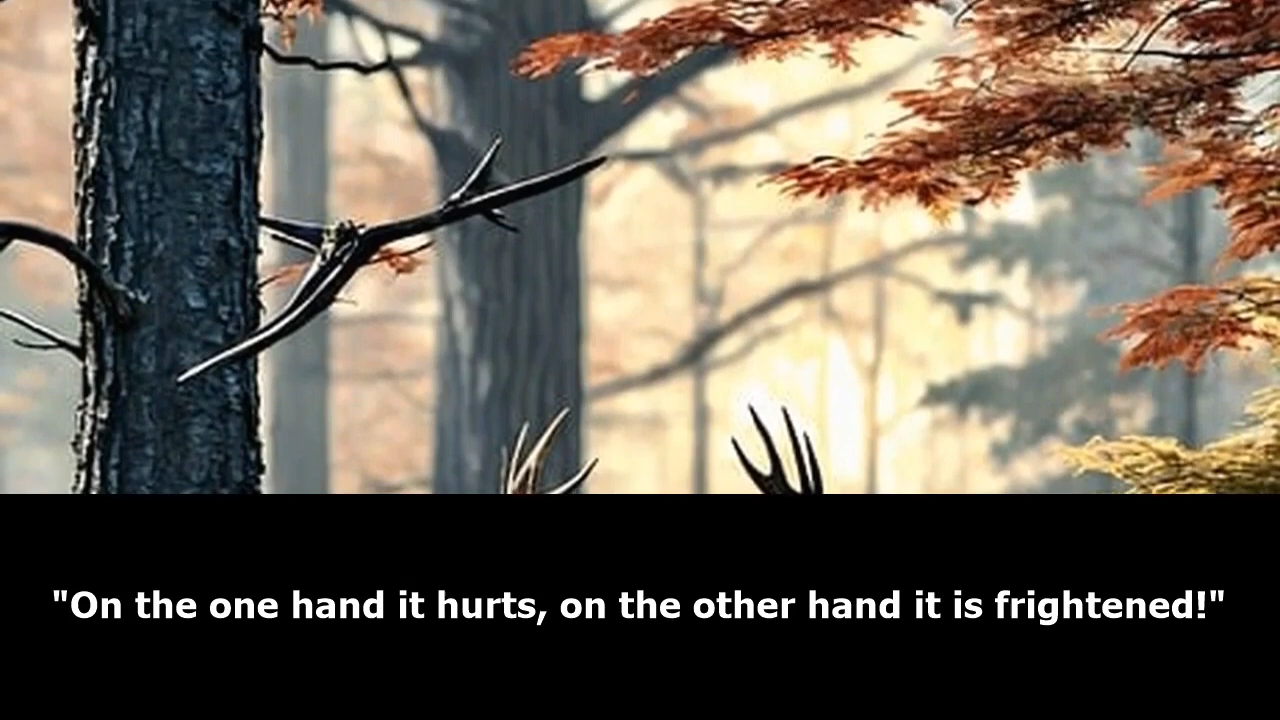 "On the one hand it hurts, on the other hand it is frightened!"